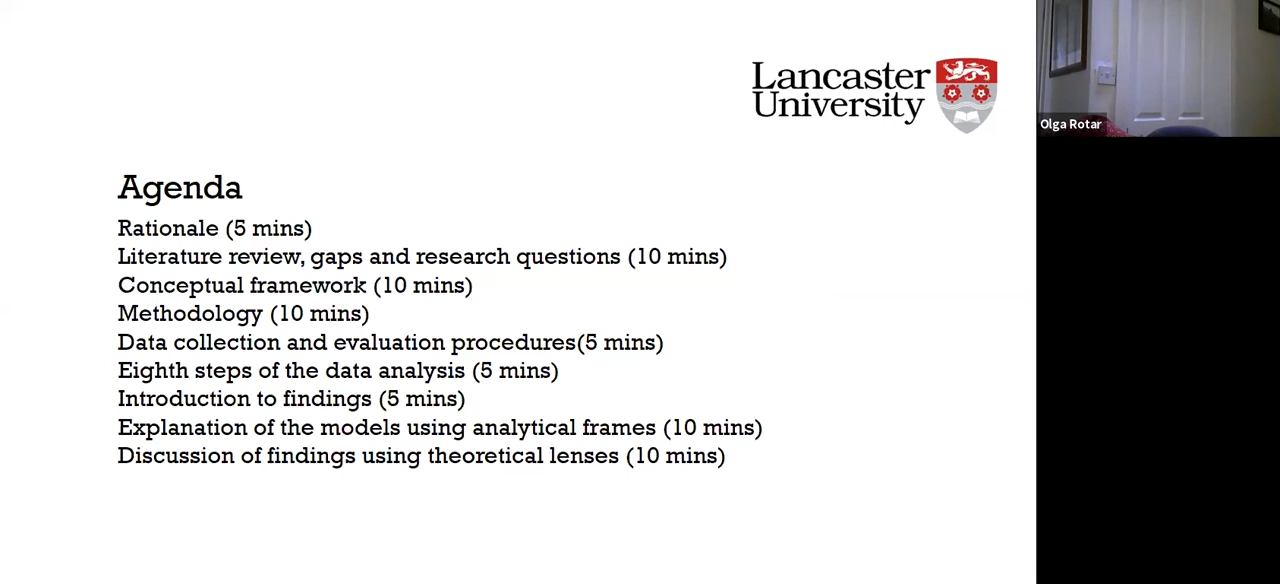 Lancaster
University
Olga Rotar
Agenda
Rationale (5 mins)
Literature review, gaps and research questions (10 mins)
Conceptual framework (10 mins)
Methodology (10 mins)
Data collection and evaluation procedures(5 mins)
Eighth steps of the data analysis (5 mins)
Introduction to findings (5 mins)
Explanation of the models using analytical frames (10 mins)
Discussion of findings using theoretical lenses (10 mins)